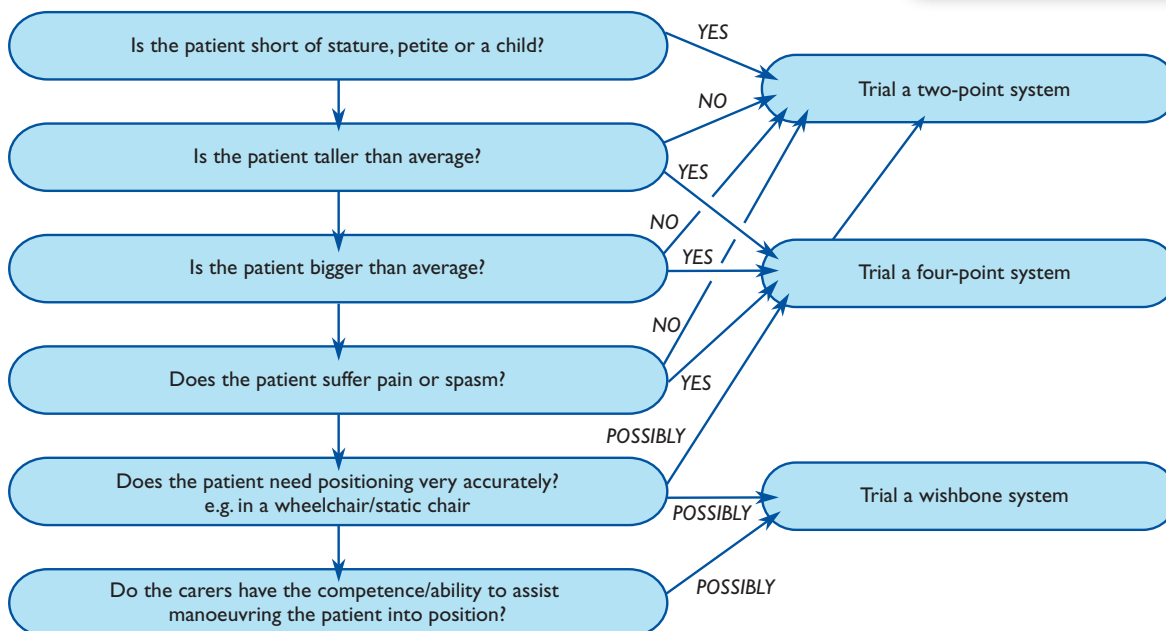 Is the patient short of stature, petite or a child?
YES
Trial a two-point system
NO
Is the patient taller than average?
YES
NO
Is the patient bigger than average?
YES
Trial a four-point system
NO
Does the patient suffer pain or spasm?
YES
POSSIBLY
Does the patient need positioning very accurately?
e.g. in a wheelchair/static chair
POSSIBLY
Trial a wishbone system
Do the carers have the competence/ability to assist
manoeuvring the patient into position?
POSSIBLY